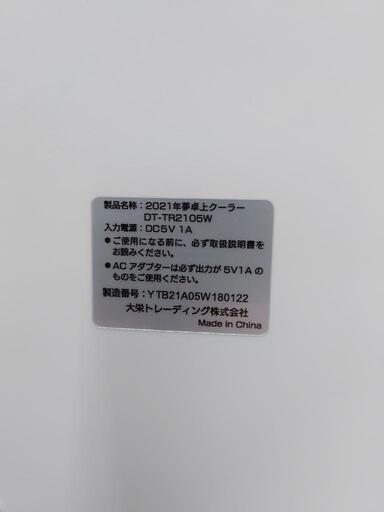 製品名称：2021年夢卓上クーラー
DT-TR2105W
入力電源：DC5V 1A
●ご使用になる前に、必ず取扱説明書を
お読みください。
●ACアダプターは必ず出力が5V1Aの
ものをご使用ください。
製造番号：YTB21A05W180122
大栄トレーディング株式会社
Made in China